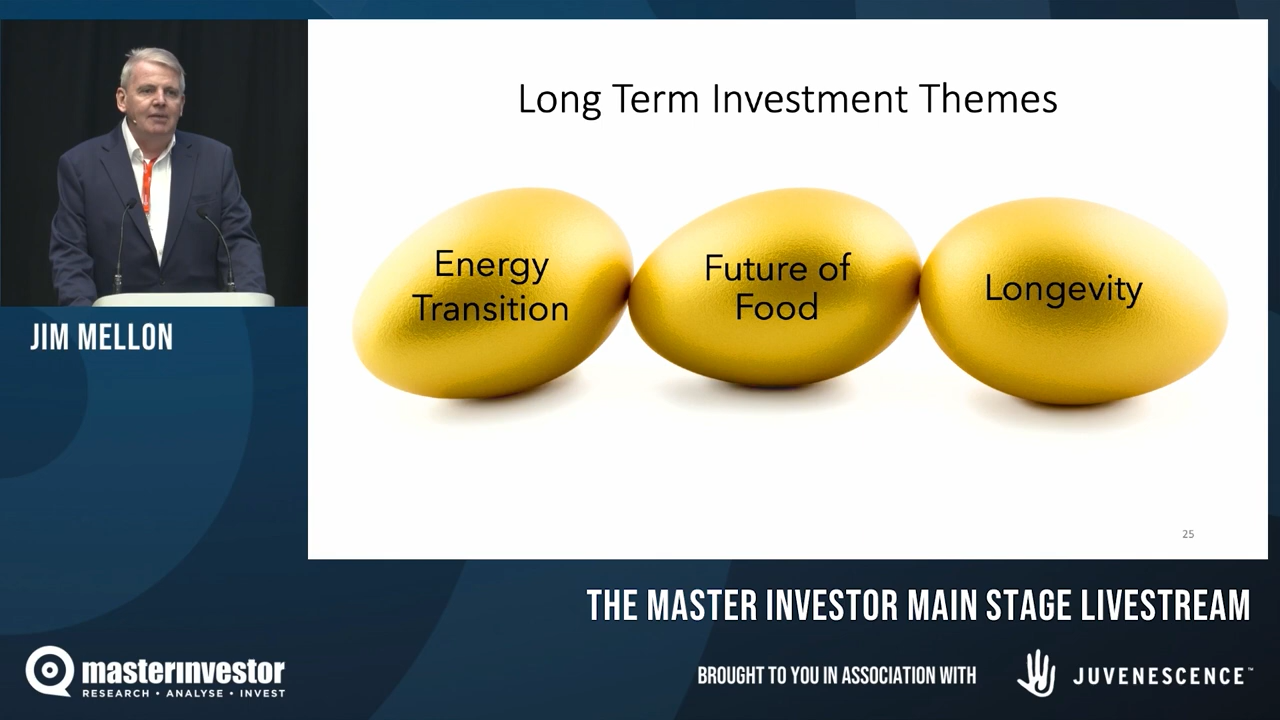 Long Term Investment Themes
Energy
Transition
Future of
Food
Longevity
25
JIM MELLON
THE MASTER INVESTOR MAIN STAGE LIVESTREAM
masterinvestor
RESEARCH • ANALYSE • INVEST
BROUGHT TO YOU IN ASSOCIATION WITH
JUVENESCENCE™